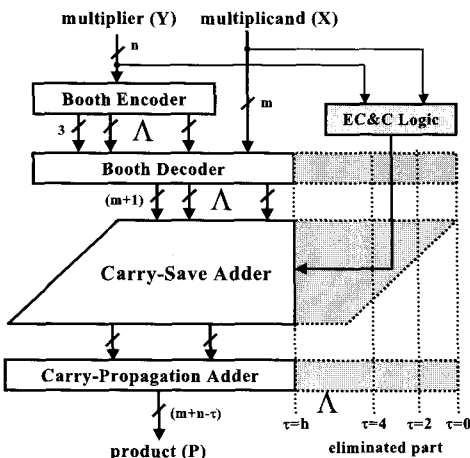 multiplier (Y) multiplicand (X)
n
Booth Encoder
m
EC&C Logic
3 Λ
Booth Decoder
(m+1) Λ
Carry-Save Adder
Carry-Propagation Adder
Λ
(m+n-τ) τ=h τ=4 τ=2 τ=0
product (P) eliminated part